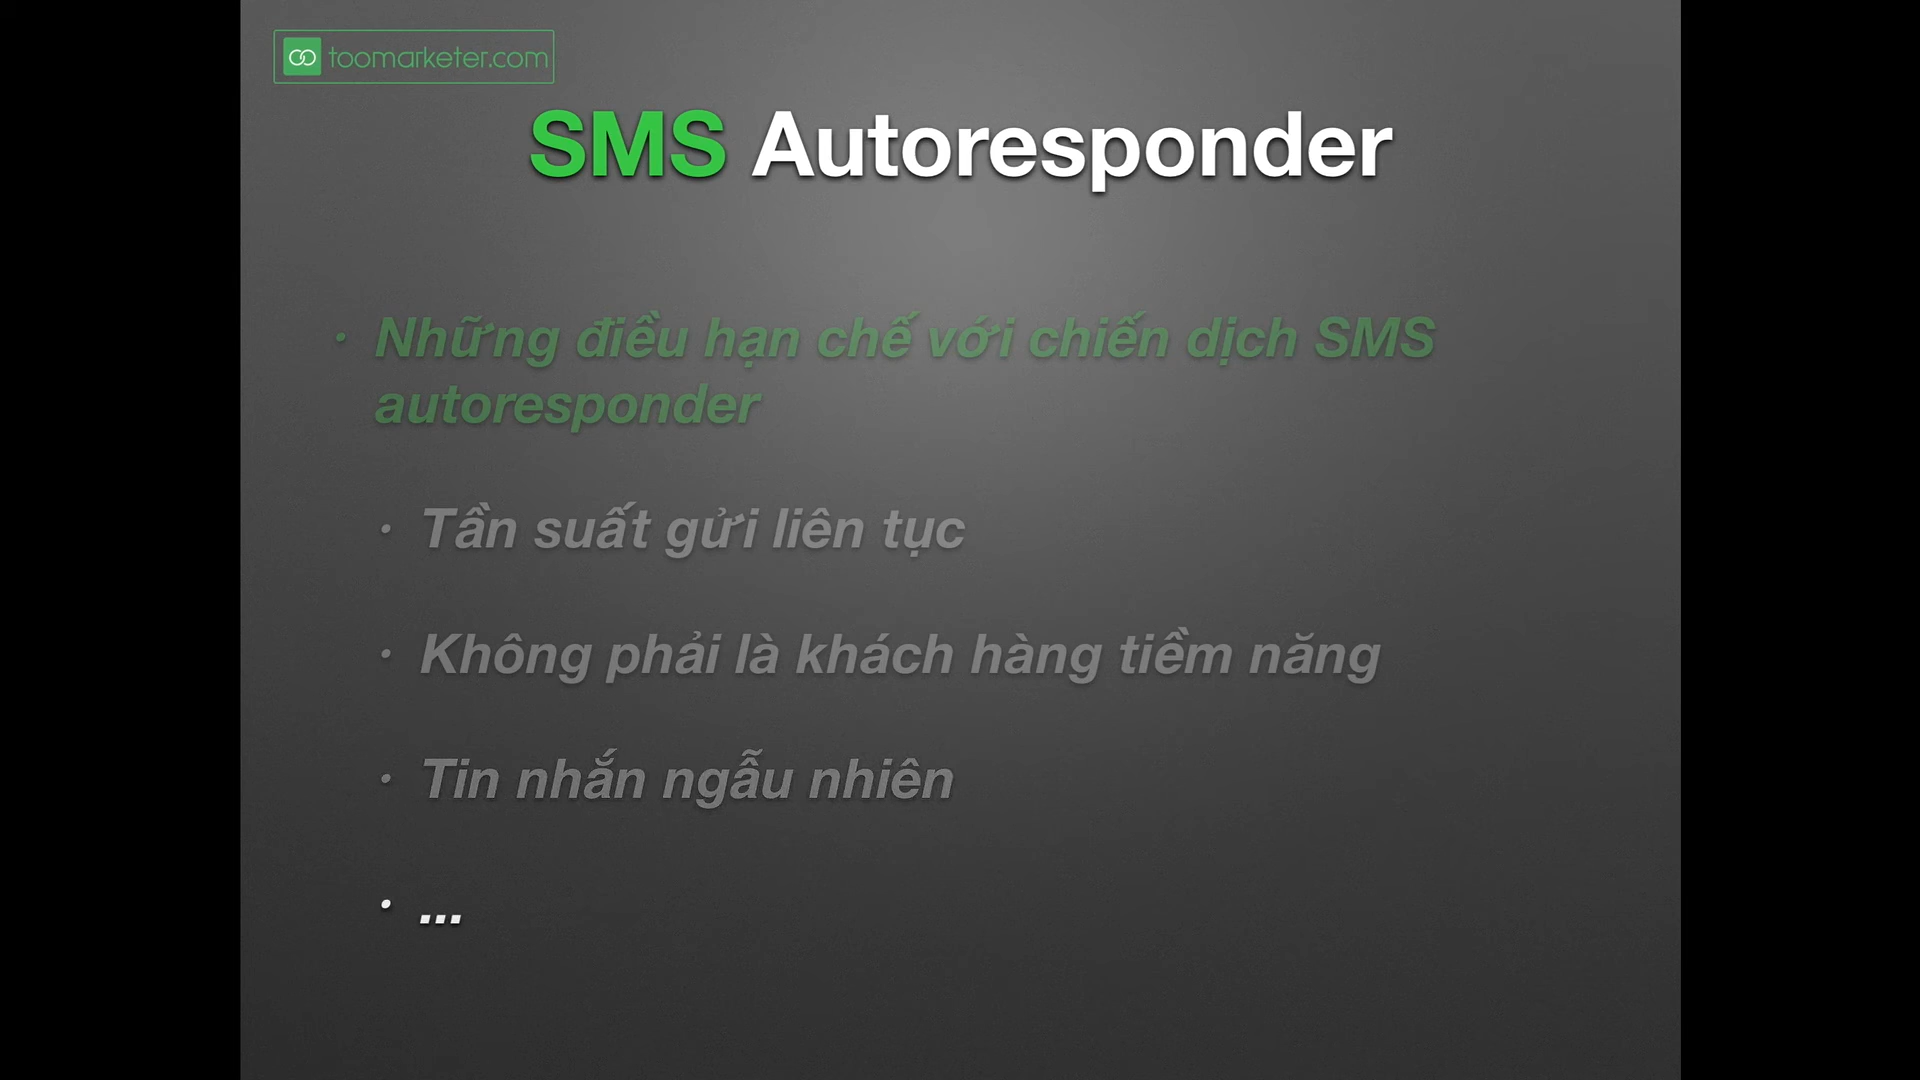 toomarketer.com
SMS Autoresponder
• Những điều hạn chế với chiến dịch SMS
autoresponder
• Tần suất gửi liên tục
• Không phải là khách hàng tiềm năng
• Tin nhắn ngẫu nhiên
• ...